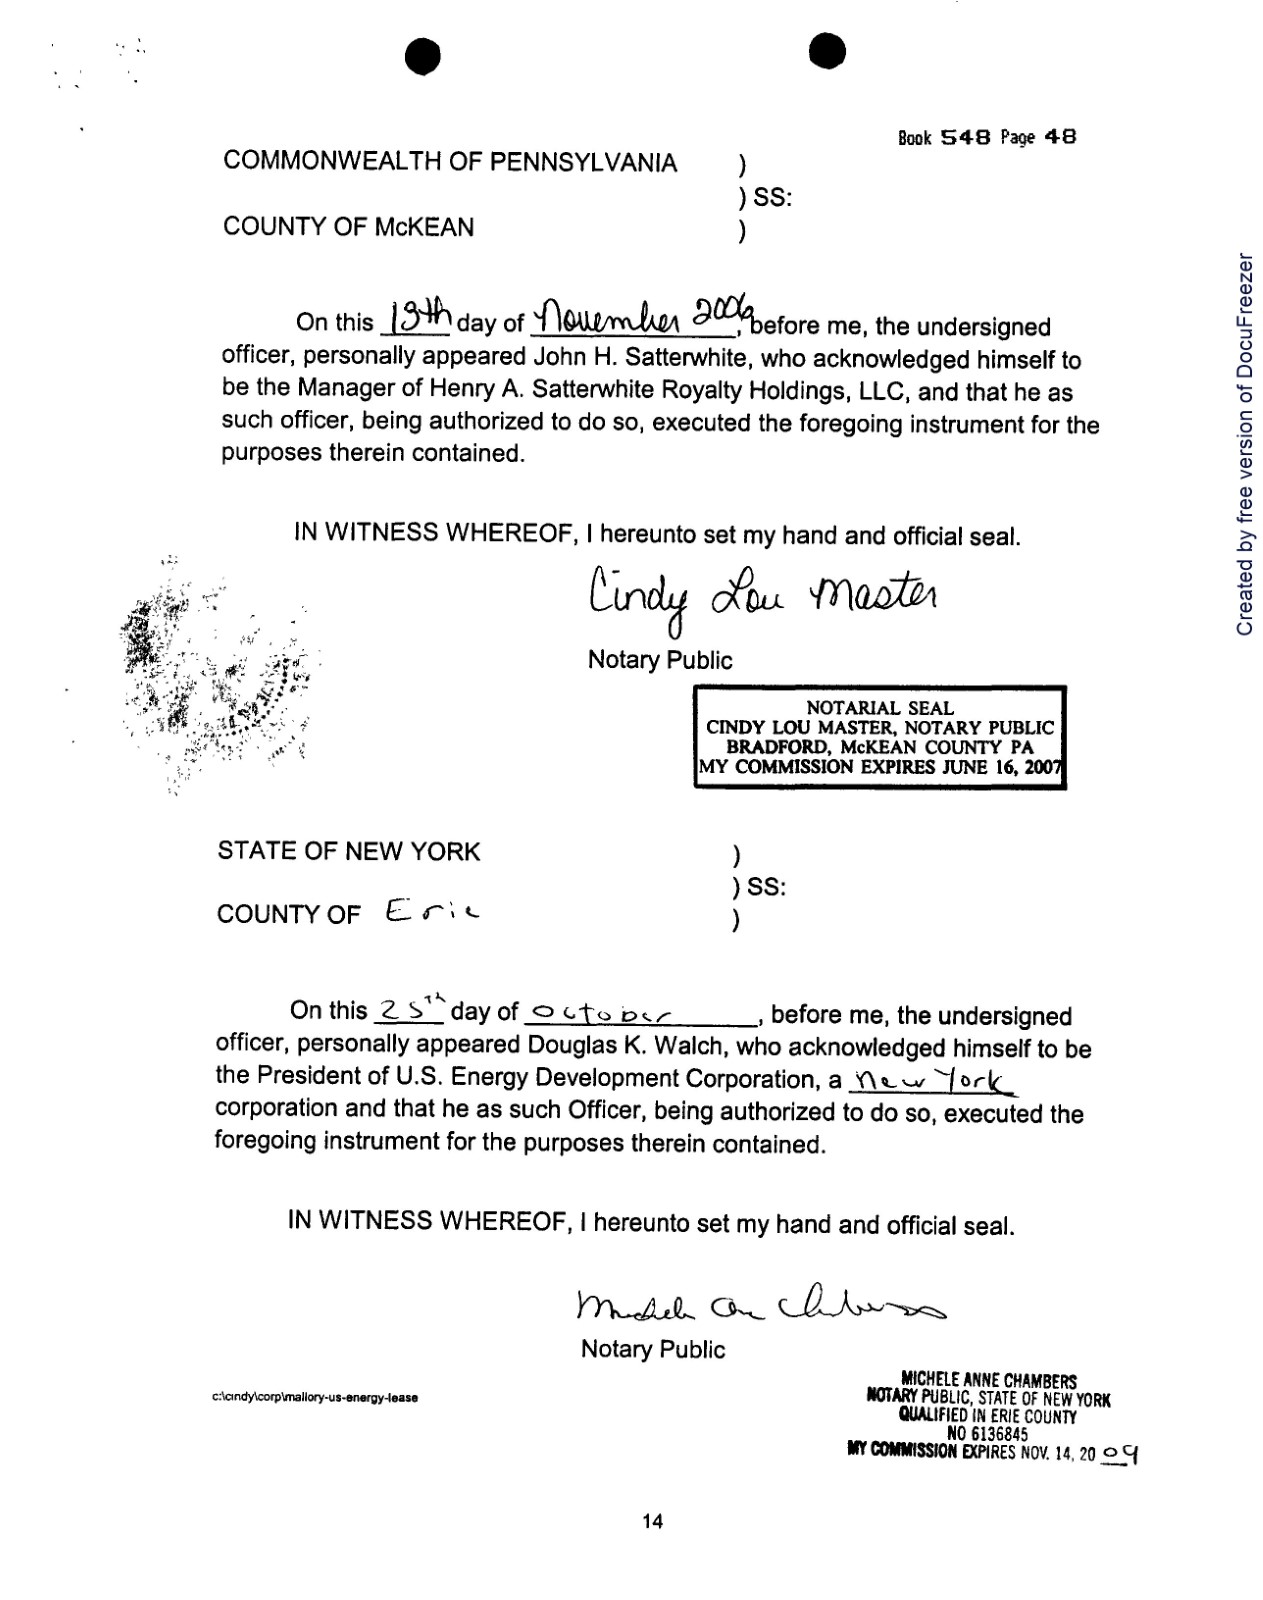 Book 548 Page 48
COMMONWEALTH OF PENNSYLVANIA )
) SS:
COUNTY OF McKEAN )
On this 13th day of November 2006, before me, the undersigned
officer, personally appeared John H. Satterwhite, who acknowledged himself to
be the Manager of Henry A. Satterwhite Royalty Holdings, LLC, and that he as
such officer, being authorized to do so, executed the foregoing instrument for the
purposes therein contained.
IN WITNESS WHEREOF, I hereunto set my hand and official seal.
Cindy Lou Master
Notary Public
NOTARIAL SEAL
CINDY LOU MASTER, NOTARY PUBLIC
BRADFORD, McKEAN COUNTY PA
MY COMMISSION EXPIRES JUNE 16, 2007
STATE OF NEW YORK )
) SS:
COUNTY OF Erie )
On this 25th day of October, before me, the undersigned
officer, personally appeared Douglas K. Walch, who acknowledged himself to be
the President of U.S. Energy Development Corporation, a New York
corporation and that he as such Officer, being authorized to do so, executed the
foregoing instrument for the purposes therein contained.
IN WITNESS WHEREOF, I hereunto set my hand and official seal.
Michele Ann Chambers
Notary Public
c:\cindy\corp\mallory-us-energy-lease
MICHELE ANNE CHAMBERS
NOTARY PUBLIC, STATE OF NEW YORK
QUALIFIED IN ERIE COUNTY
NO 6136845
MY COMMISSION EXPIRES NOV. 14, 20 09
14
Created by free version of DocuFreezer